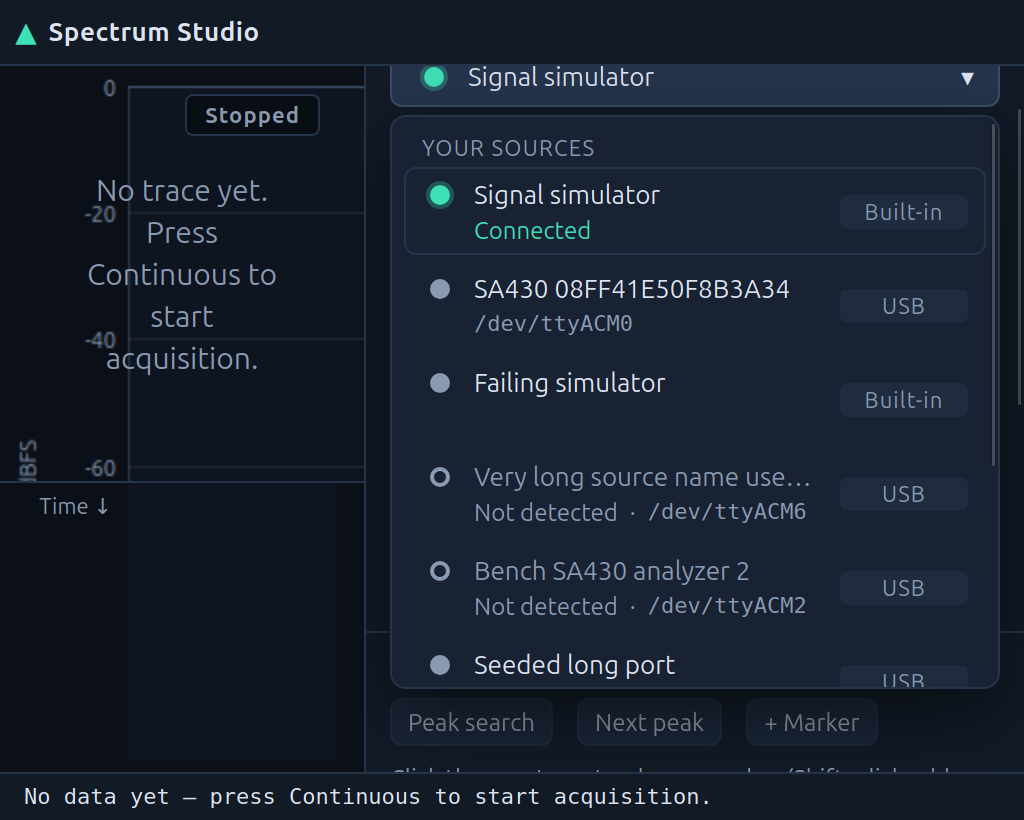 ▲ Spectrum Studio
Signal simulator ▼
0
Stopped
No trace yet.
Press
Continuous to
start
acquisition.
-20
-40
-60
Time ↓
YOUR SOURCES
Signal simulator
Connected
Built-in
SA430 08FF41E50F8B3A34
/dev/ttyACM0
USB
Failing simulator
Built-in
Very long source name use…
Not detected · /dev/ttyACM6
USB
Bench SA430 analyzer 2
Not detected · /dev/ttyACM2
USB
Seeded long port
USB
Peak search
Next peak
+ Marker
No data yet — press Continuous to start acquisition.